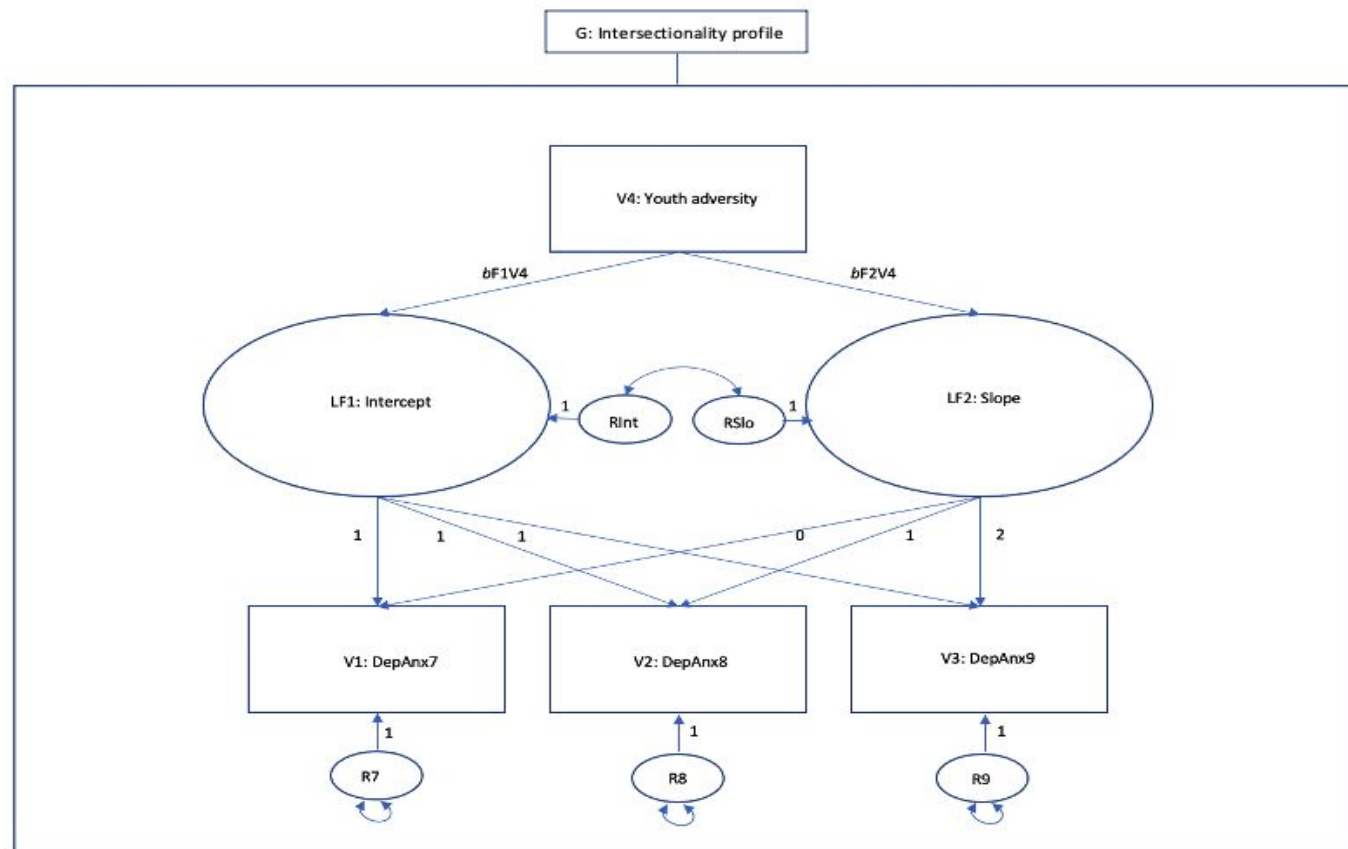 G: Intersectionality profile
V4: Youth adversity
bF1V4
bF2V4
LF1: Intercept
LF2: Slope
1
RInt
RSlo
1
1
1
1
0
1
2
V1: DepAnx7
V2: DepAnx8
V3: DepAnx9
1
1
1
R7
R8
R9